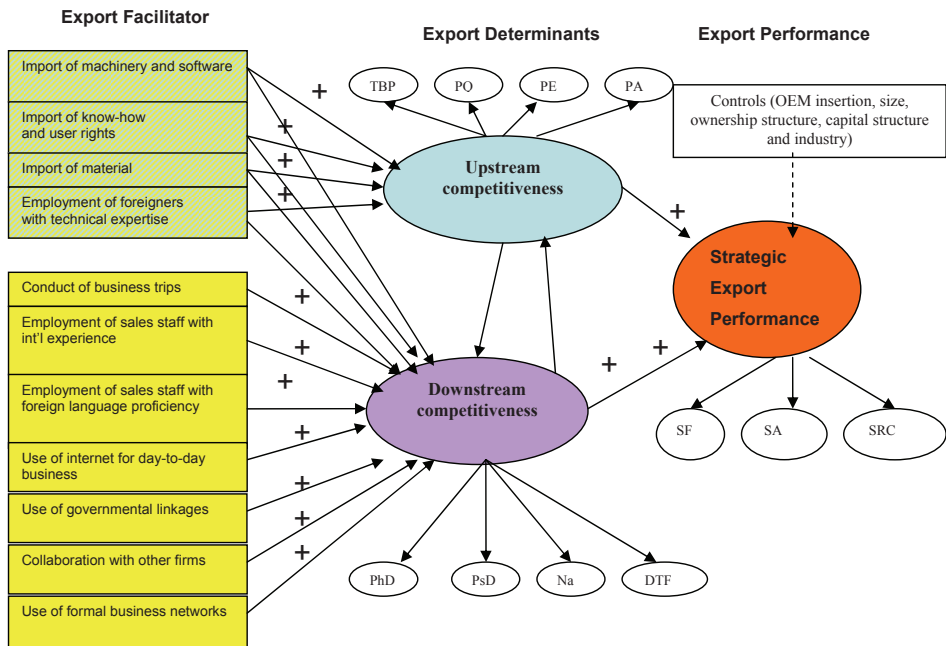 Export Facilitator
Export Determinants
Export Performance
Import of machinery and software
Import of know-how
and user rights
Import of material
Employment of foreigners
with technical expertise
Conduct of business trips
Employment of sales staff with
int'l experience
Employment of sales staff with
foreign language proficiency
Use of internet for day-to-day
business
Use of governmental linkages
Collaboration with other firms
Use of formal business networks
+
+
+
+
+
+
+
+
+
+
+
TBP
PQ
PE
PA
Upstream
competitiveness
Downstream
competitiveness
PhD
PsD
Na
DTF
+
+
+
Controls (OEM insertion, size,
ownership structure, capital structure
and industry)
Strategic
Export
Performance
SF
SA
SRC